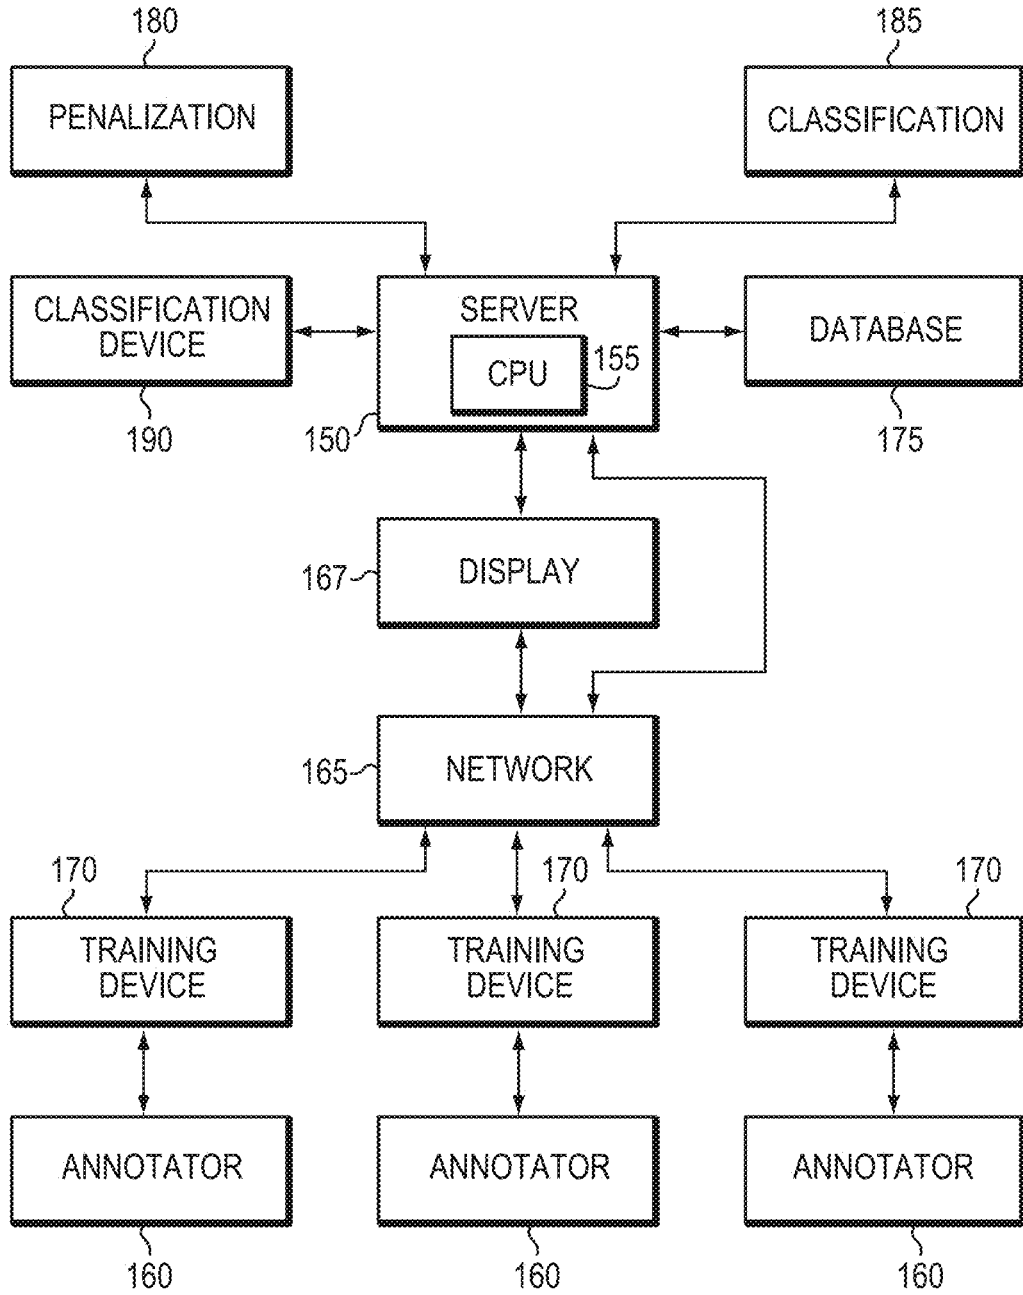 180
185
PENALIZATION
CLASSIFICATION
CLASSIFICATION
DEVICE
190
SERVER
CPU
155
150
DATABASE
175
DISPLAY
167
NETWORK
165
170
170
170
TRAINING
DEVICE
TRAINING
DEVICE
TRAINING
DEVICE
ANNOTATOR
ANNOTATOR
ANNOTATOR
160
160
160